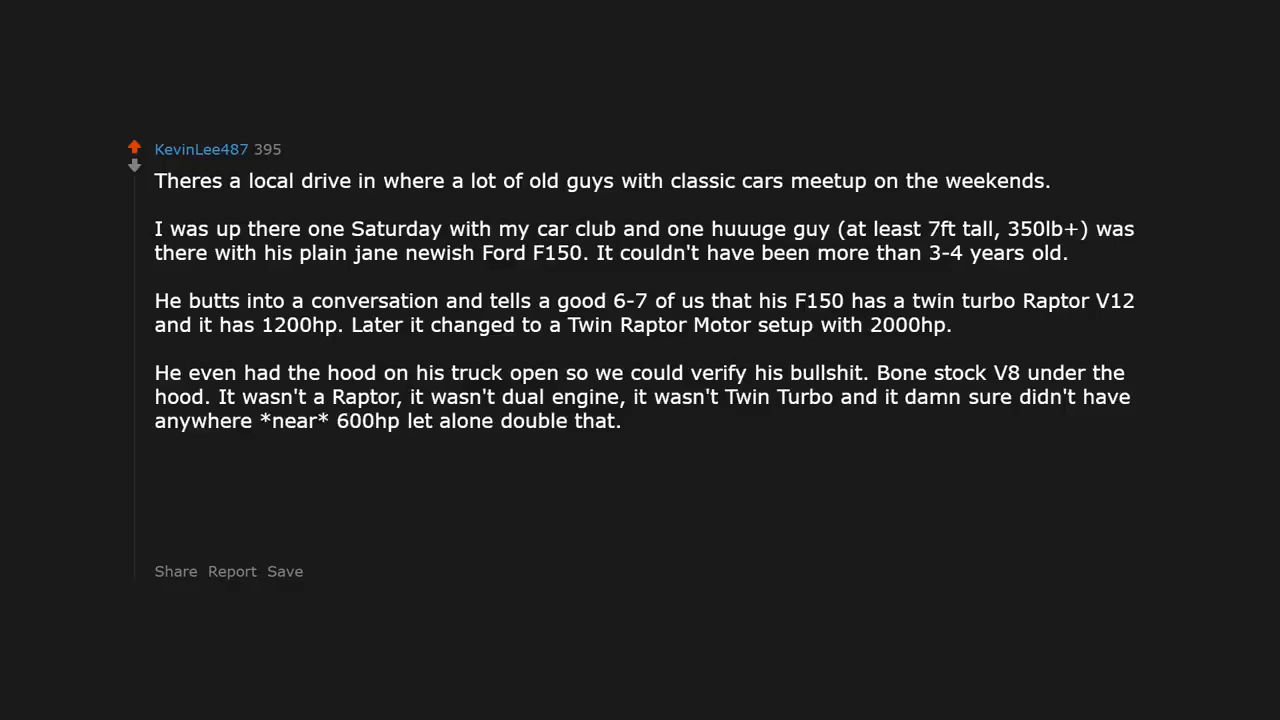 KevinLee487 395
Theres a local drive in where a lot of old guys with classic cars meetup on the weekends.
I was up there one Saturday with my car club and one huuuge guy (at least 7ft tall, 350lb+) was
there with his plain jane newish Ford F150. It couldn't have been more than 3-4 years old.
He butts into a conversation and tells a good 6-7 of us that his F150 has a twin turbo Raptor V12
and it has 1200hp. Later it changed to a Twin Raptor Motor setup with 2000hp.
He even had the hood on his truck open so we could verify his bullshit. Bone stock V8 under the
hood. It wasn't a Raptor, it wasn't dual engine, it wasn't Twin Turbo and it damn sure didn't have
anywhere *near* 600hp let alone double that.
Share Report Save